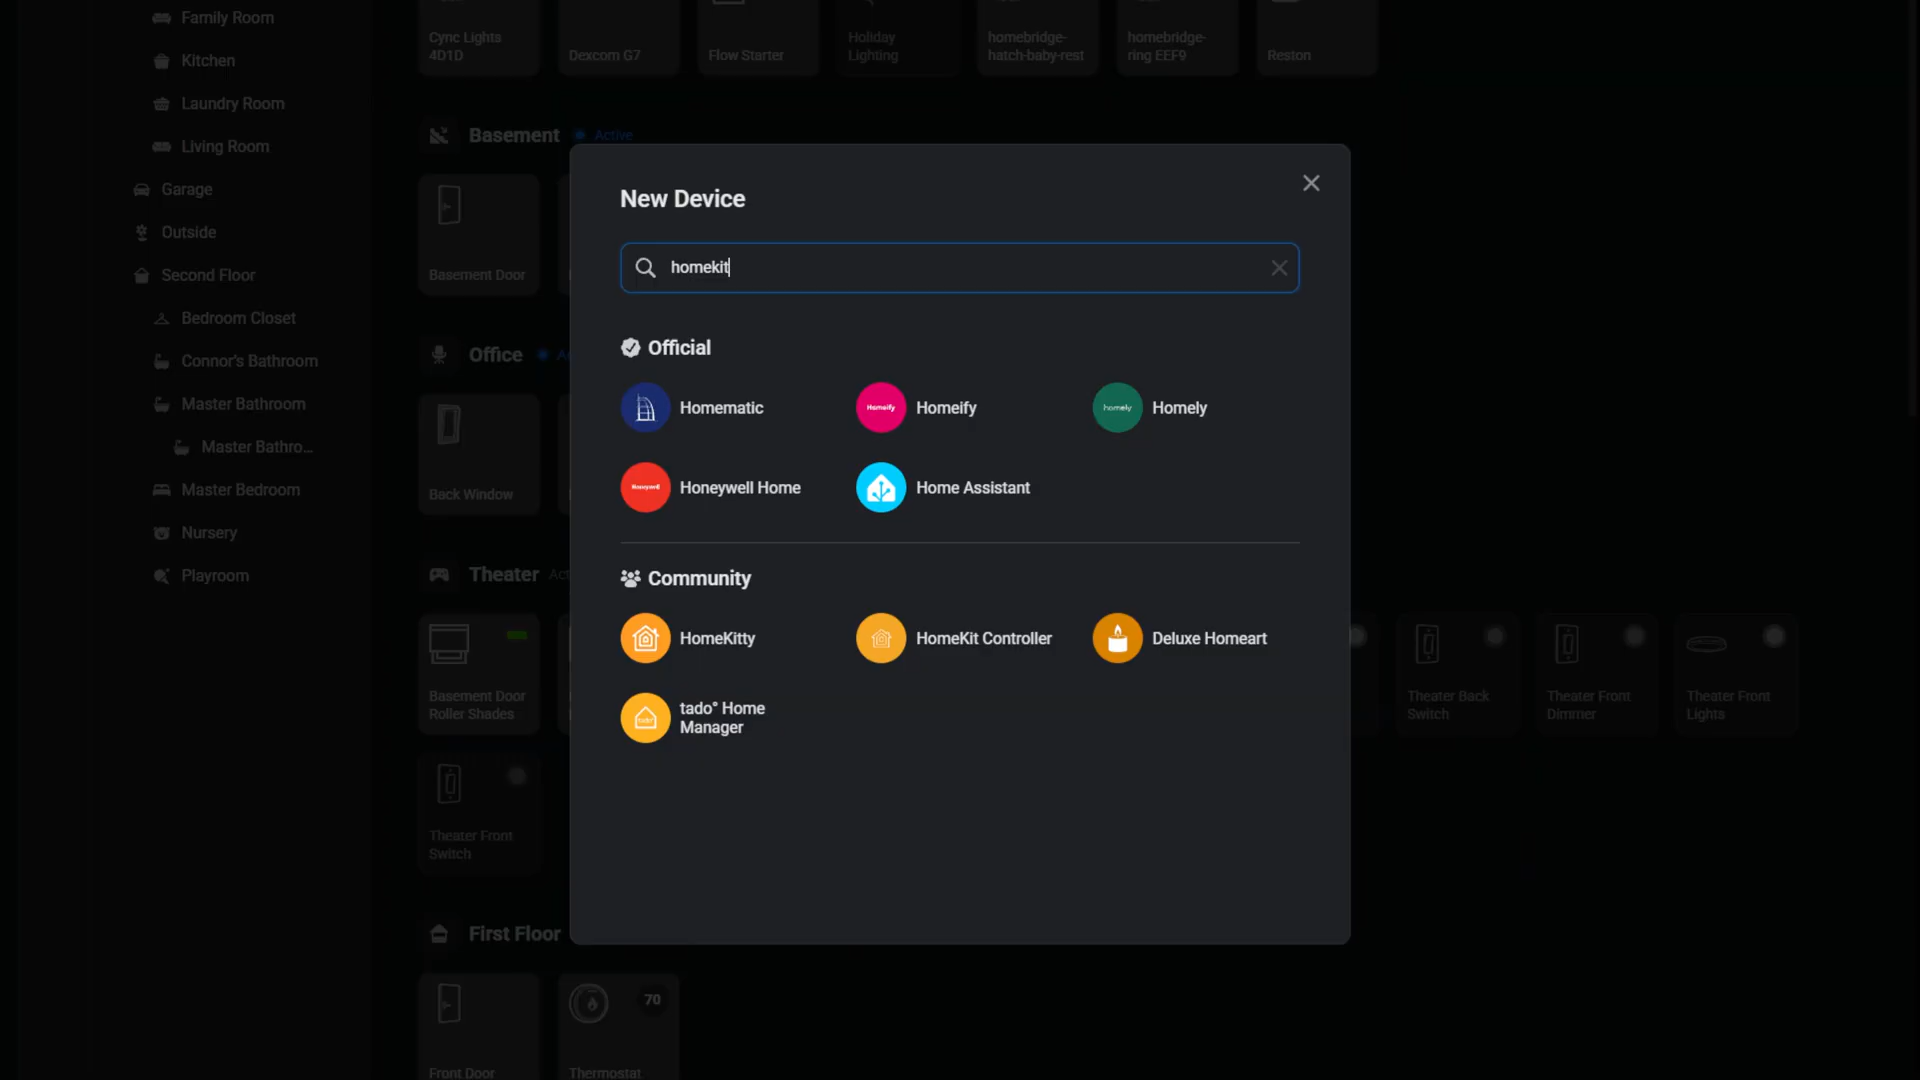 Family Room
Kitchen
Laundry Room
Living Room
Garage
Outside
Second Floor
Bedroom Closet
Connor's Bathroom
Master Bathroom
Master Bathro...
Master Bedroom
Nursery
Playroom
Cync Lights
4D1D
Dexcom G7
Flow Starter
Holiday
Lighting
homebridge-
hatch-baby-rest
homebridge-
ring EEF9
Reston
Basement
Active
Basement Door
Office
Back Window
Theater
Basement Door
Roller Shades
Theater Back
Switch
Theater Front
Dimmer
Theater Front
Lights
Theater Front
Switch
First Floor
Front Door
70
Thermostat
New Device
homekit
Official
Homematic
Homeify
Homeify
homely
Homely
Honeywell
Honeywell Home
Home Assistant
Community
HomeKitty
HomeKit Controller
Deluxe Homeart
tado°
tado° Home
Manager